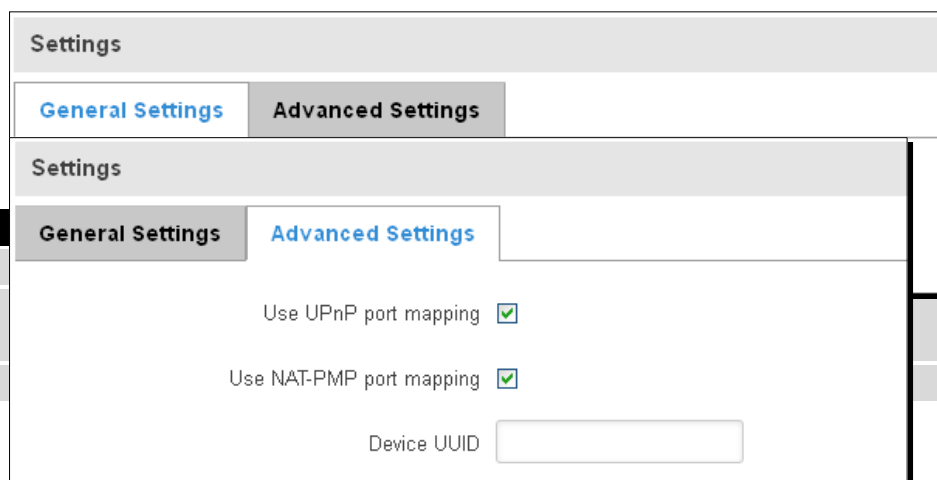 Settings
General Settings Advanced Settings
Settings
General Settings Advanced Settings
Use UPnP port mapping
Use NAT-PMP port mapping
Device UUID